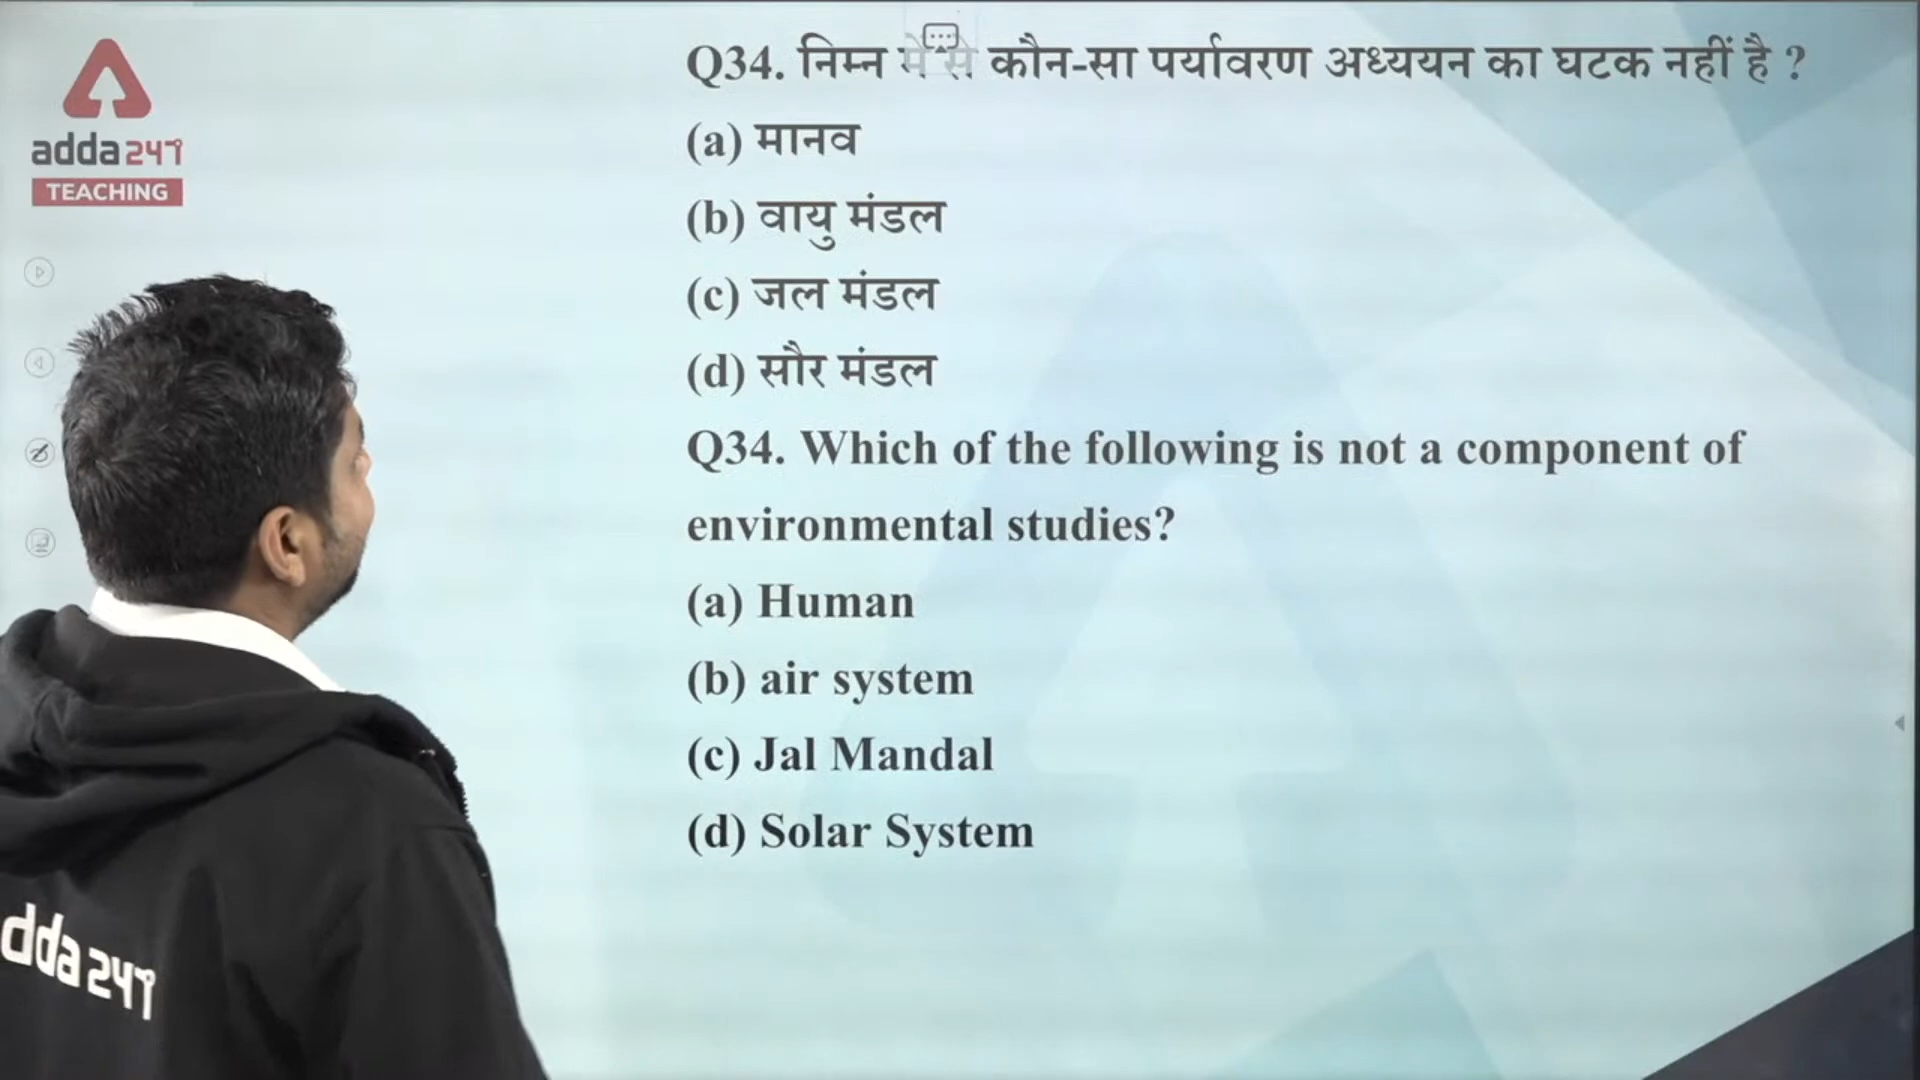 adda247
TEACHING
Q34. निम्न में से कौन-सा पर्यावरण अध्ययन का घटक नहीं है ?
(a) मानव
(b) वायु मंडल
(c) जल मंडल
(d) सौर मंडल
Q34. Which of the following is not a component of
environmental studies?
(a) Human
(b) air system
(c) Jal Mandal
(d) Solar System
dda247